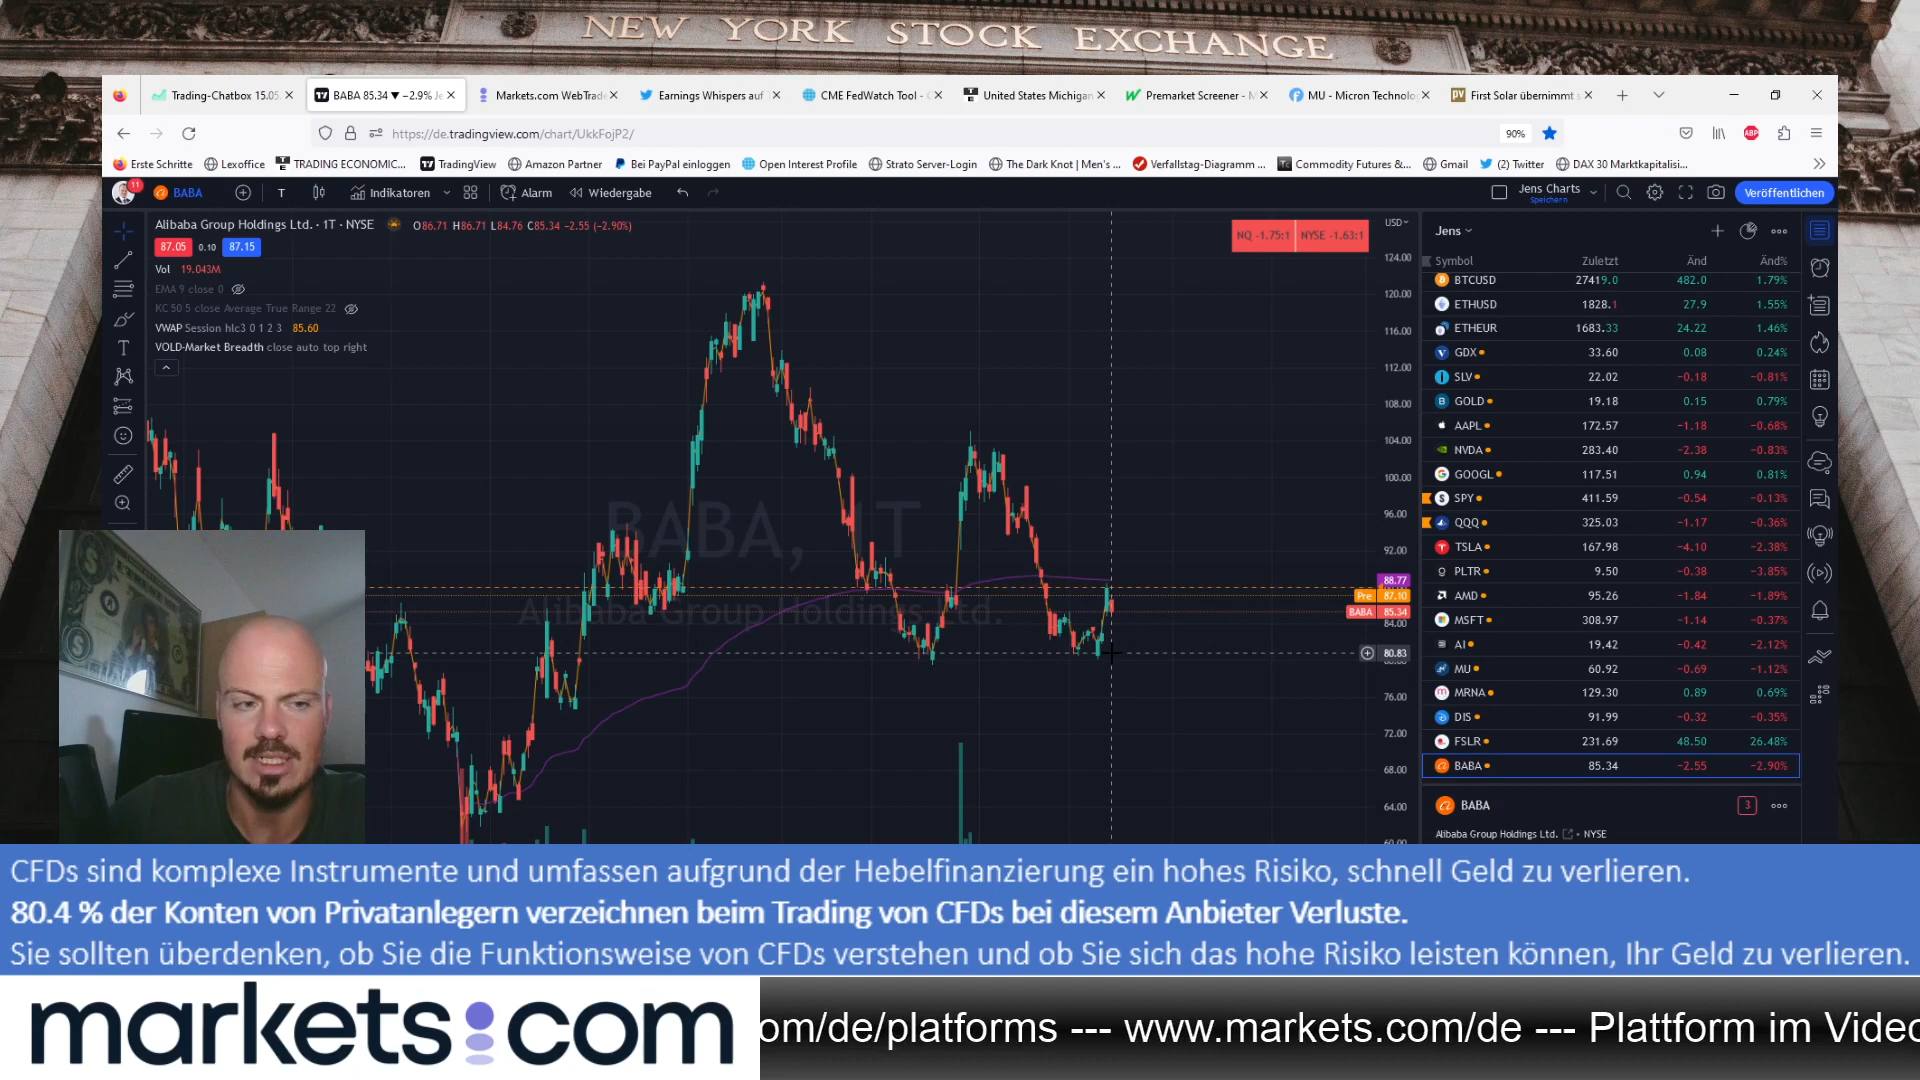 NEW YORK STOCK EXCHANGE
Trading-Chatbox 15.05.
BABA 85.34 ▼ −2.9% Je
Markets.com WebTrade
Earnings Whispers auf
CME FedWatch Tool - C
United States Michigan
Premarket Screener - M
MU - Micron Technolog
First Solar übernimmt s
https://de.tradingview.com/chart/UkkFojP2/
90%
Erste Schritte
Lexoffice
TRADING ECONOMIC...
TradingView
Amazon Partner
Bei PayPal einloggen
Open Interest Profile
Strato Server-Login
The Dark Knot | Men's ...
Verfallstag-Diagramm ...
Commodity Futures &...
Gmail
(2) Twitter
DAX 30 Marktkapitalisi...
11
BABA
T
Indikatoren
Alarm
Wiedergabe
Jens Charts
Speichern
Veröffentlichen
Alibaba Group Holdings Ltd. · 1T · NYSE
O86.71 H86.71 L84.76 C85.34 −2.55 (−2.90%)
87.05 0.10 87.15
Vol 19.043M
EMA 9 close 0
KC 50 5 close Average True Range 22
VWAP Session hlc3 0 1 2 3 85.60
VOLD-Market Breadth close auto top right
NQ -1.75:1 NYSE -1.63:1
BABA, 1T
Alibaba Group Holdings Ltd.
USD
124.00
120.00
116.00
112.00
108.00
104.00
100.00
96.00
92.00
88.77
Pre 87.10
BABA 85.34
84.00
80.83
76.00
72.00
68.00
64.00
60.00
Jens
Symbol Zuletzt Änd Änd%
BTCUSD 27419.0 482.0 1.79%
ETHUSD 1828.1 27.9 1.55%
ETHEUR 1683.33 24.22 1.46%
GDX 33.60 0.08 0.24%
SLV 22.02 −0.18 −0.81%
GOLD 19.18 0.15 0.79%
AAPL 172.57 −1.18 −0.68%
NVDA 283.40 −2.38 −0.83%
GOOGL 117.51 0.94 0.81%
SPY 411.59 −0.54 −0.13%
QQQ 325.03 −1.17 −0.36%
TSLA 167.98 −4.10 −2.38%
PLTR 9.50 −0.38 −3.85%
AMD 95.26 −1.84 −1.89%
MSFT 308.97 −1.14 −0.37%
AI 19.42 −0.42 −2.12%
MU 60.92 −0.69 −1.12%
MRNA 129.30 0.89 0.69%
DIS 91.99 −0.32 −0.35%
FSLR 231.69 48.50 26.48%
BABA 85.34 −2.55 −2.90%
BABA 3
Alibaba Group Holdings Ltd. • NYSE
CFDs sind komplexe Instrumente und umfassen aufgrund der Hebelfinanzierung ein hohes Risiko, schnell Geld zu verlieren.
80.4 % der Konten von Privatanlegern verzeichnen beim Trading von CFDs bei diesem Anbieter Verluste.
Sie sollten überdenken, ob Sie die Funktionsweise von CFDs verstehen und ob Sie sich das hohe Risiko leisten können, Ihr Geld zu verlieren.
markets.com
om/de/platforms --- www.markets.com/de --- Plattform im Video